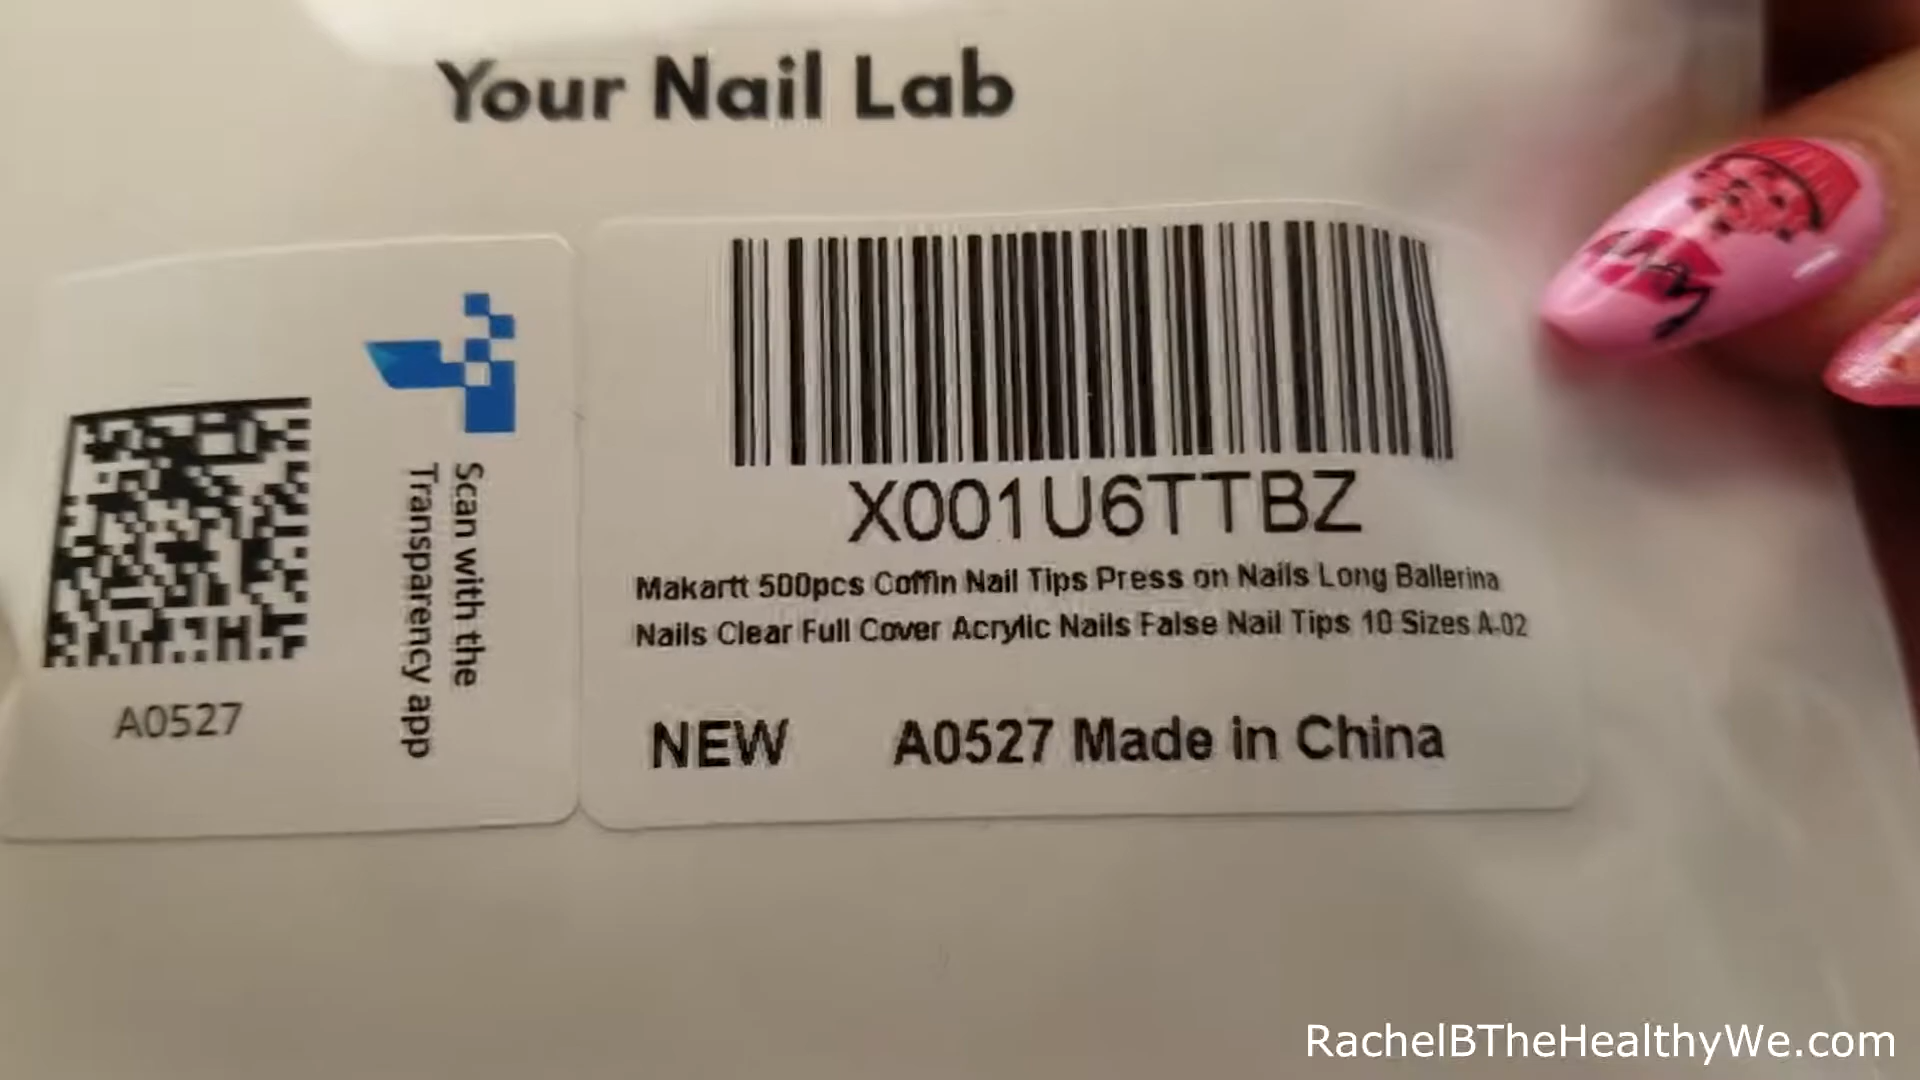 Your Nail Lab
Scan with the
Transparency app
A0527
X001U6TTBZ
Makartt 500pcs Coffin Nail Tips Press on Nails Long Ballerina
Nails Clear Full Cover Acrylic Nails False Nail Tips 10 Sizes A-02
NEW A0527 Made in China
RachelBTheHealthyWe.com